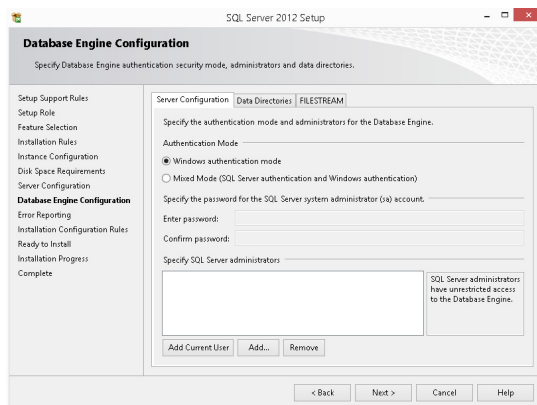 SQL Server 2012 Setup
Database Engine Configuration
Specify Database Engine authentication security mode, administrators and data directories.
Setup Support Rules
Setup Role
Feature Selection
Installation Rules
Instance Configuration
Disk Space Requirements
Server Configuration
Database Engine Configuration
Error Reporting
Installation Configuration Rules
Ready to Install
Installation Progress
Complete
Server Configuration Data Directories FILESTREAM
Specify the authentication mode and administrators for the Database Engine.
Authentication Mode
Windows authentication mode
Mixed Mode (SQL Server authentication and Windows authentication)
Specify the password for the SQL Server system administrator (sa) account.
Enter password:
Confirm password:
Specify SQL Server administrators
SQL Server administrators
have unrestricted access
to the Database Engine.
Add Current User Add... Remove
< Back Next > Cancel Help